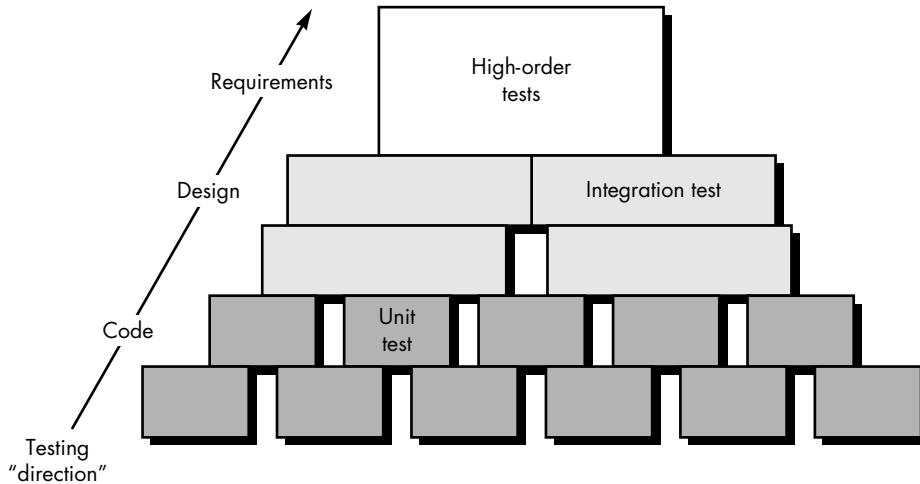 High-order
tests
Requirements
Design
Integration test
Code
Unit
test
Testing
“direction”